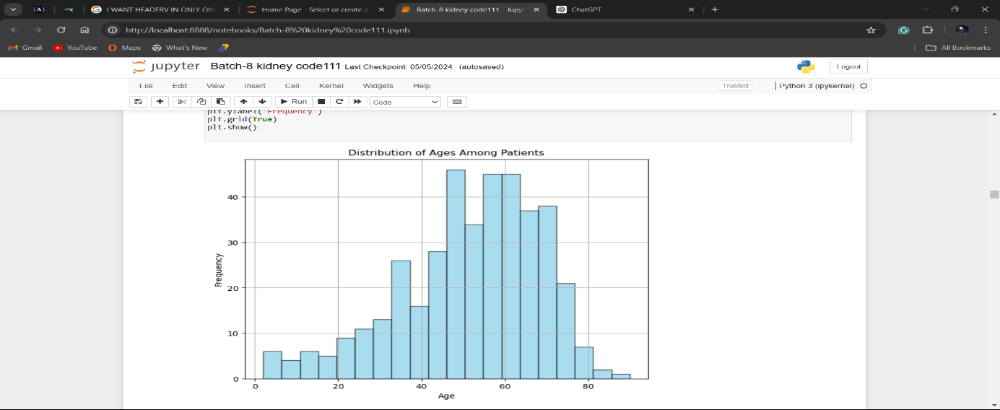 I WANT HEADERV IN ONLY ON
Home Page - Select or create a
Batch-8 kidney code111 - Jupyt
ChatGPT
http://localhost:8888/notebooks/Batch-8%20kidney%20code111.ipynb
Gmail YouTube Maps What's New All Bookmarks
jupyter Batch-8 kidney code111 Last Checkpoint: 05/05/2024 (autosaved) Logout
File Edit View Insert Cell Kernel Widgets Help Trusted Python 3 (ipykernel)
Run Code
plt.ylabel('Frequency')
plt.grid(True)
plt.show()
Distribution of Ages Among Patients
40
30
20
10
0
Frequency
0 20 40 60 80
Age